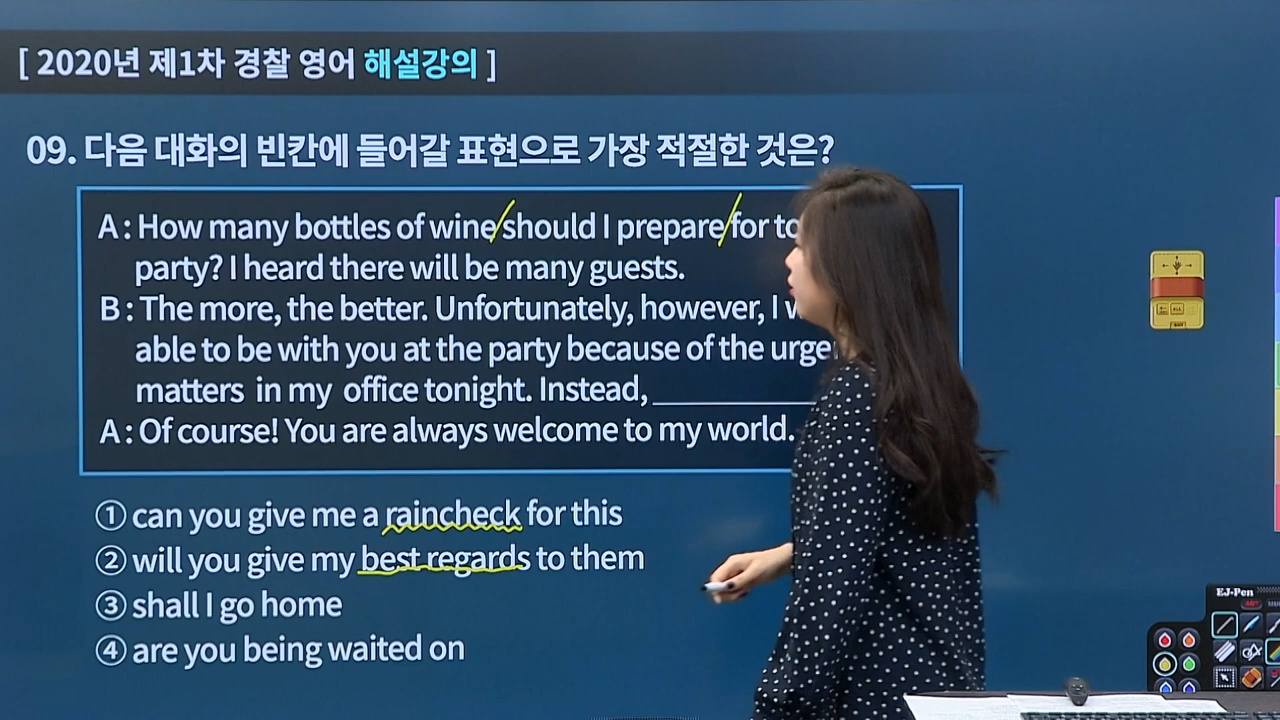 [ 2020년 제1차 경찰 영어 해설강의 ]
09. 다음 대화의 빈칸에 들어갈 표현으로 가장 적절한 것은?
A : How many bottles of wine should I prepare for
party? I heard there will be many guests.
B : The more, the better. Unfortunately, however, I
able to be with you at the party because of the
matters in my office tonight. Instead, ____________
A : Of course! You are always welcome to my world.
① can you give me a raincheck for this
② will you give my best regards to them
③ shall I go home
④ are you being waited on
EJ-Pen
ALL